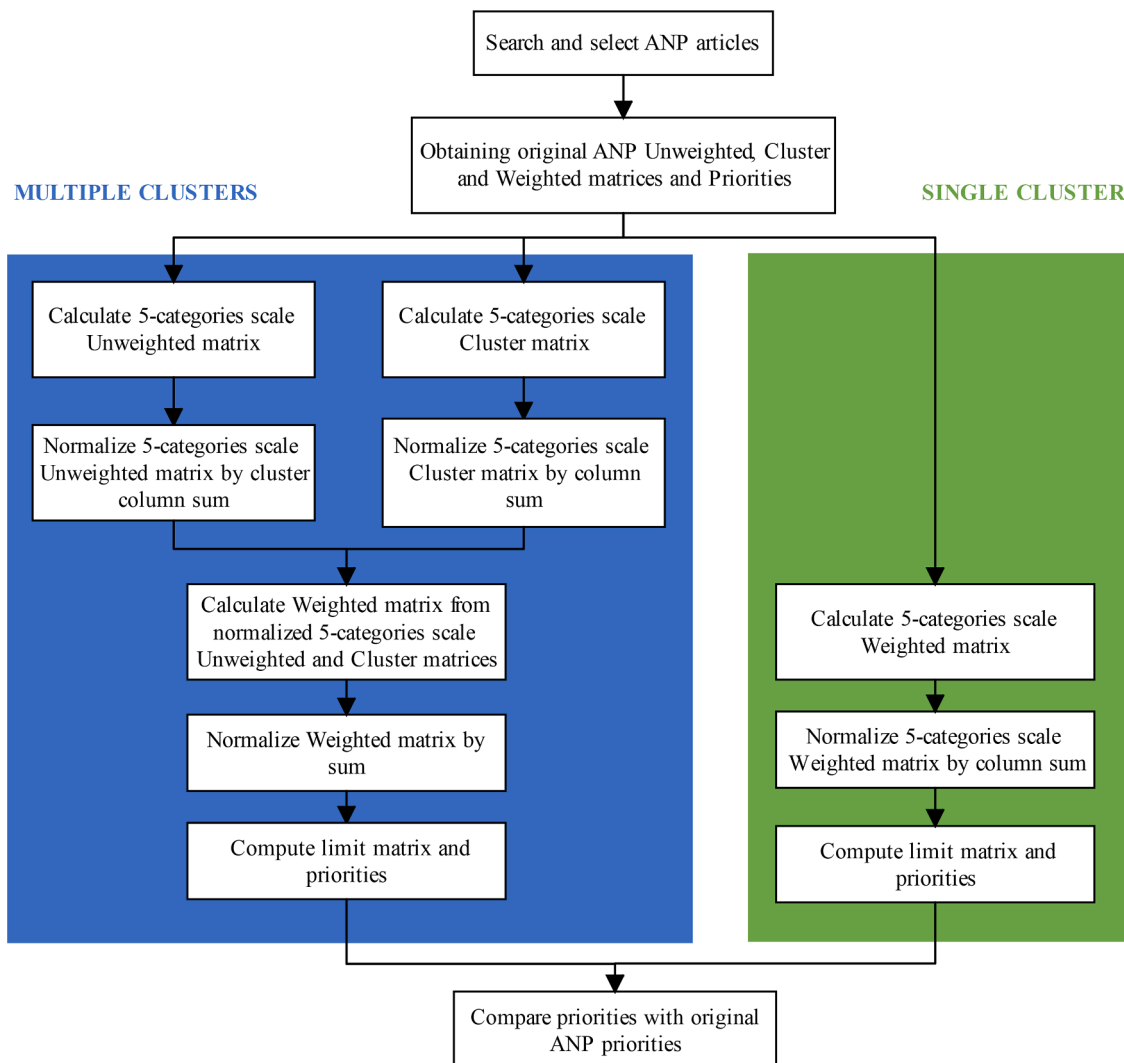 Search and select ANP articles
Obtaining original ANP Unweighted, Cluster
and Weighted matrices and Priorities
MULTIPLE CLUSTERS
SINGLE CLUSTER
Calculate 5-categories scale
Unweighted matrix
Calculate 5-categories scale
Cluster matrix
Normalize 5-categories scale
Unweighted matrix by cluster
column sum
Normalize 5-categories scale
Cluster matrix by column
sum
Calculate Weighted matrix from
normalized 5-categories scale
Unweighted and Cluster matrices
Normalize Weighted matrix by
sum
Compute limit matrix and
priorities
Calculate 5-categories scale
Weighted matrix
Normalize 5-categories scale
Weighted matrix by column sum
Compute limit matrix and
priorities
Compare priorities with original
ANP priorities